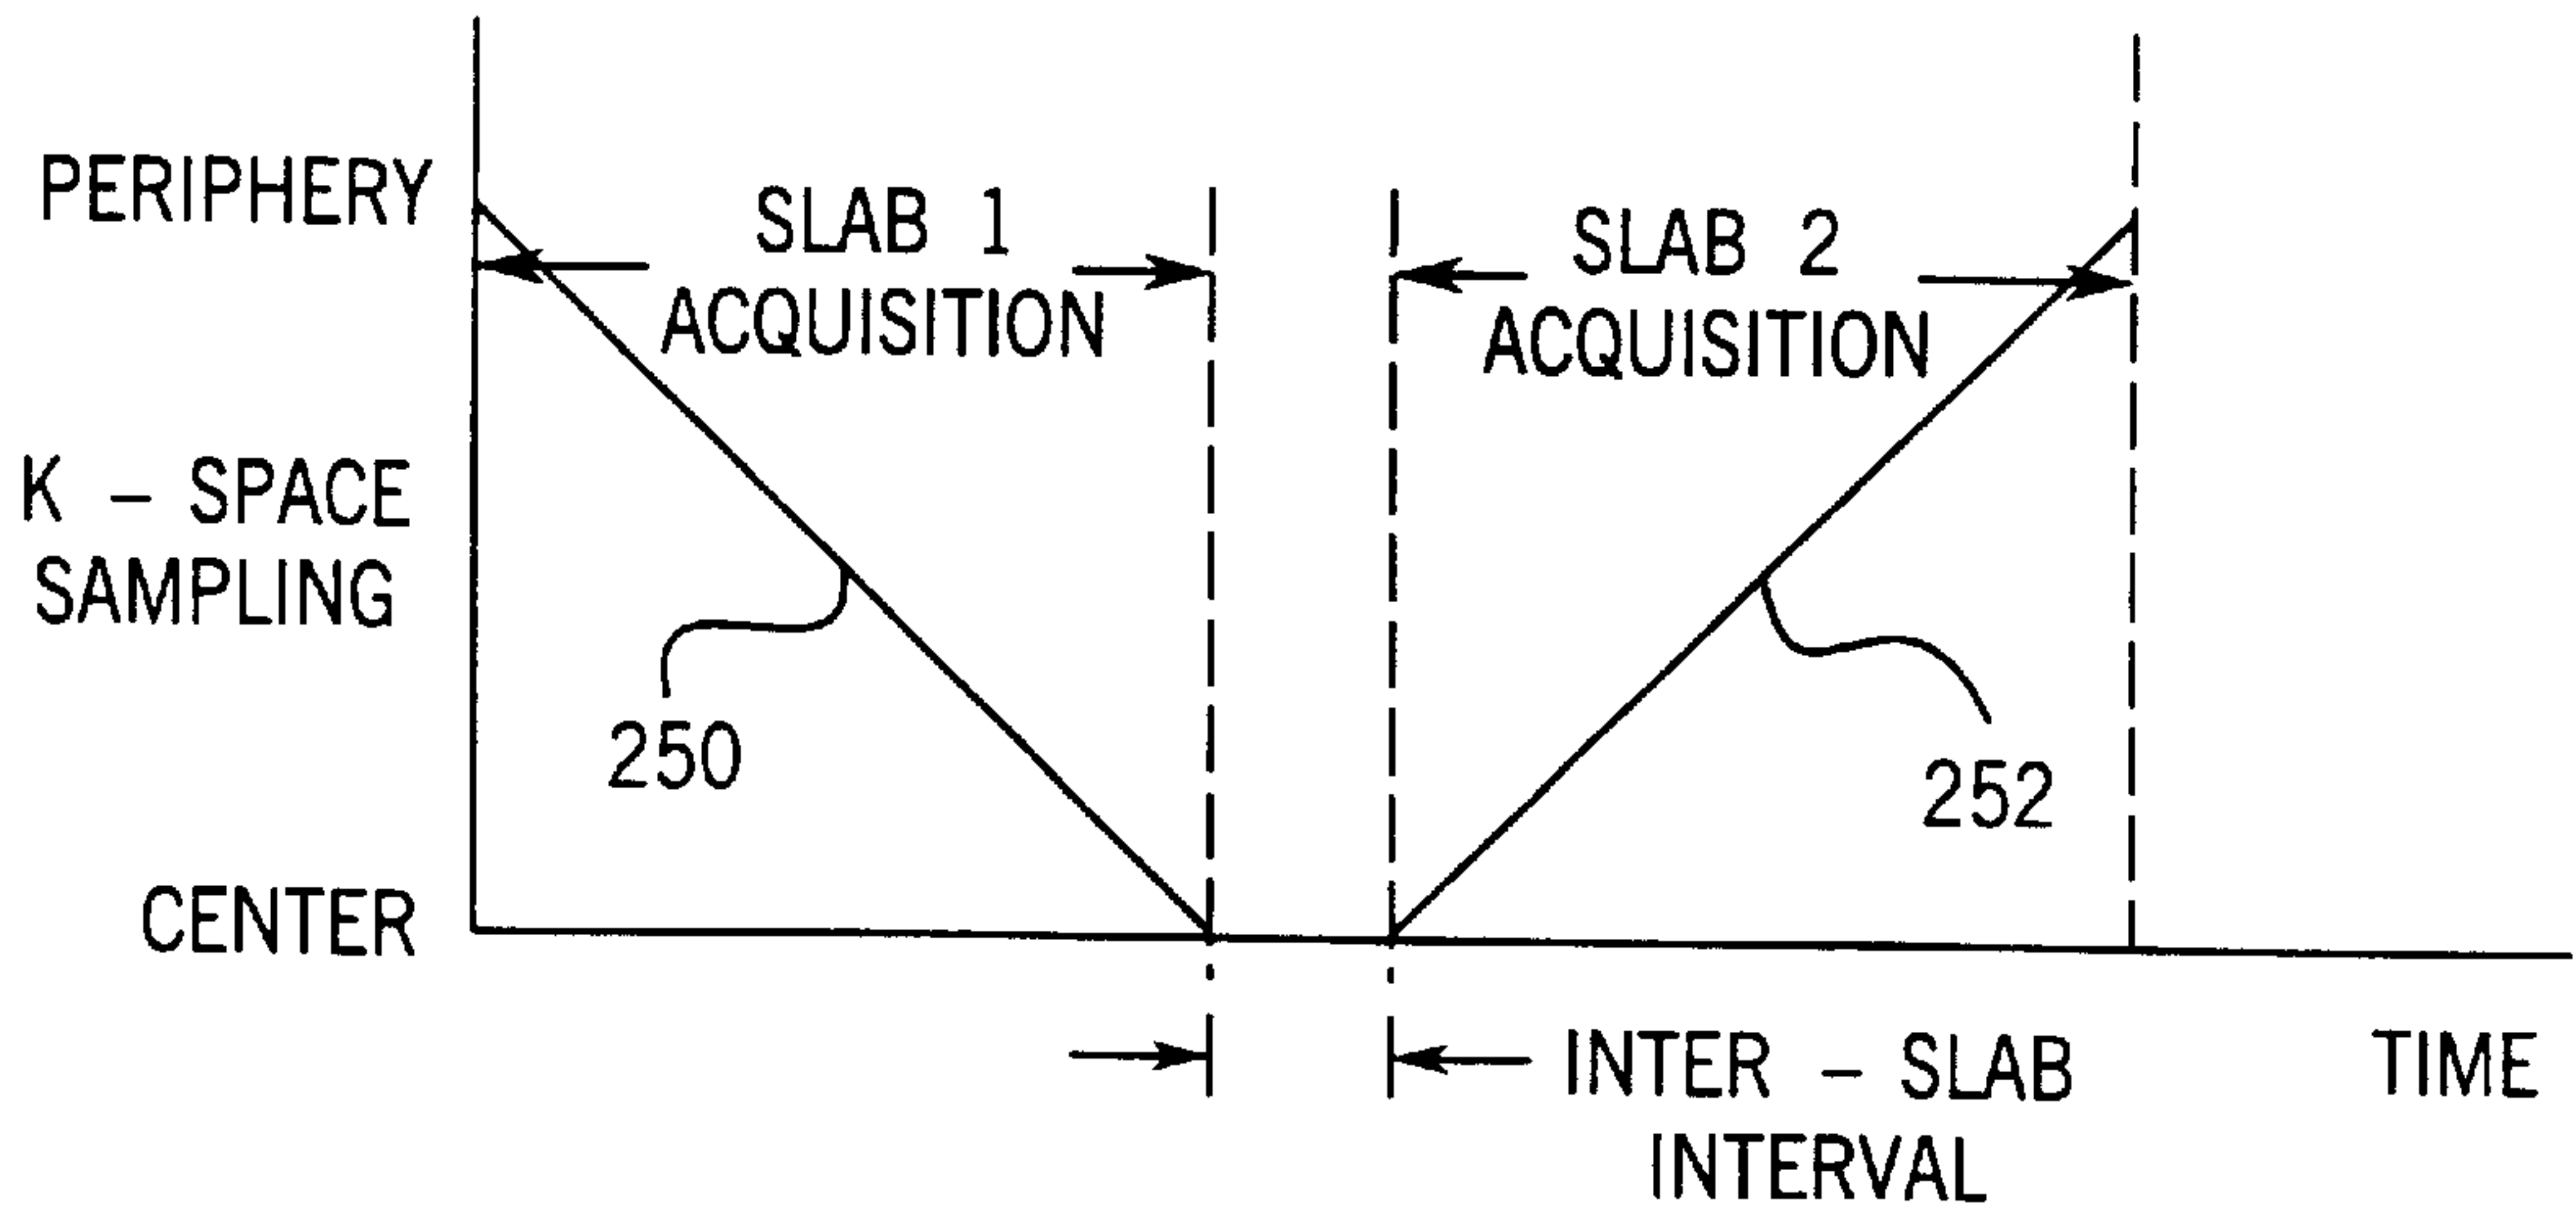 PERIPHERY
SLAB 1
ACQUISITION
SLAB 2
ACQUISITION
K – SPACE
SAMPLING
250
252
CENTER
INTER – SLAB
INTERVAL
TIME